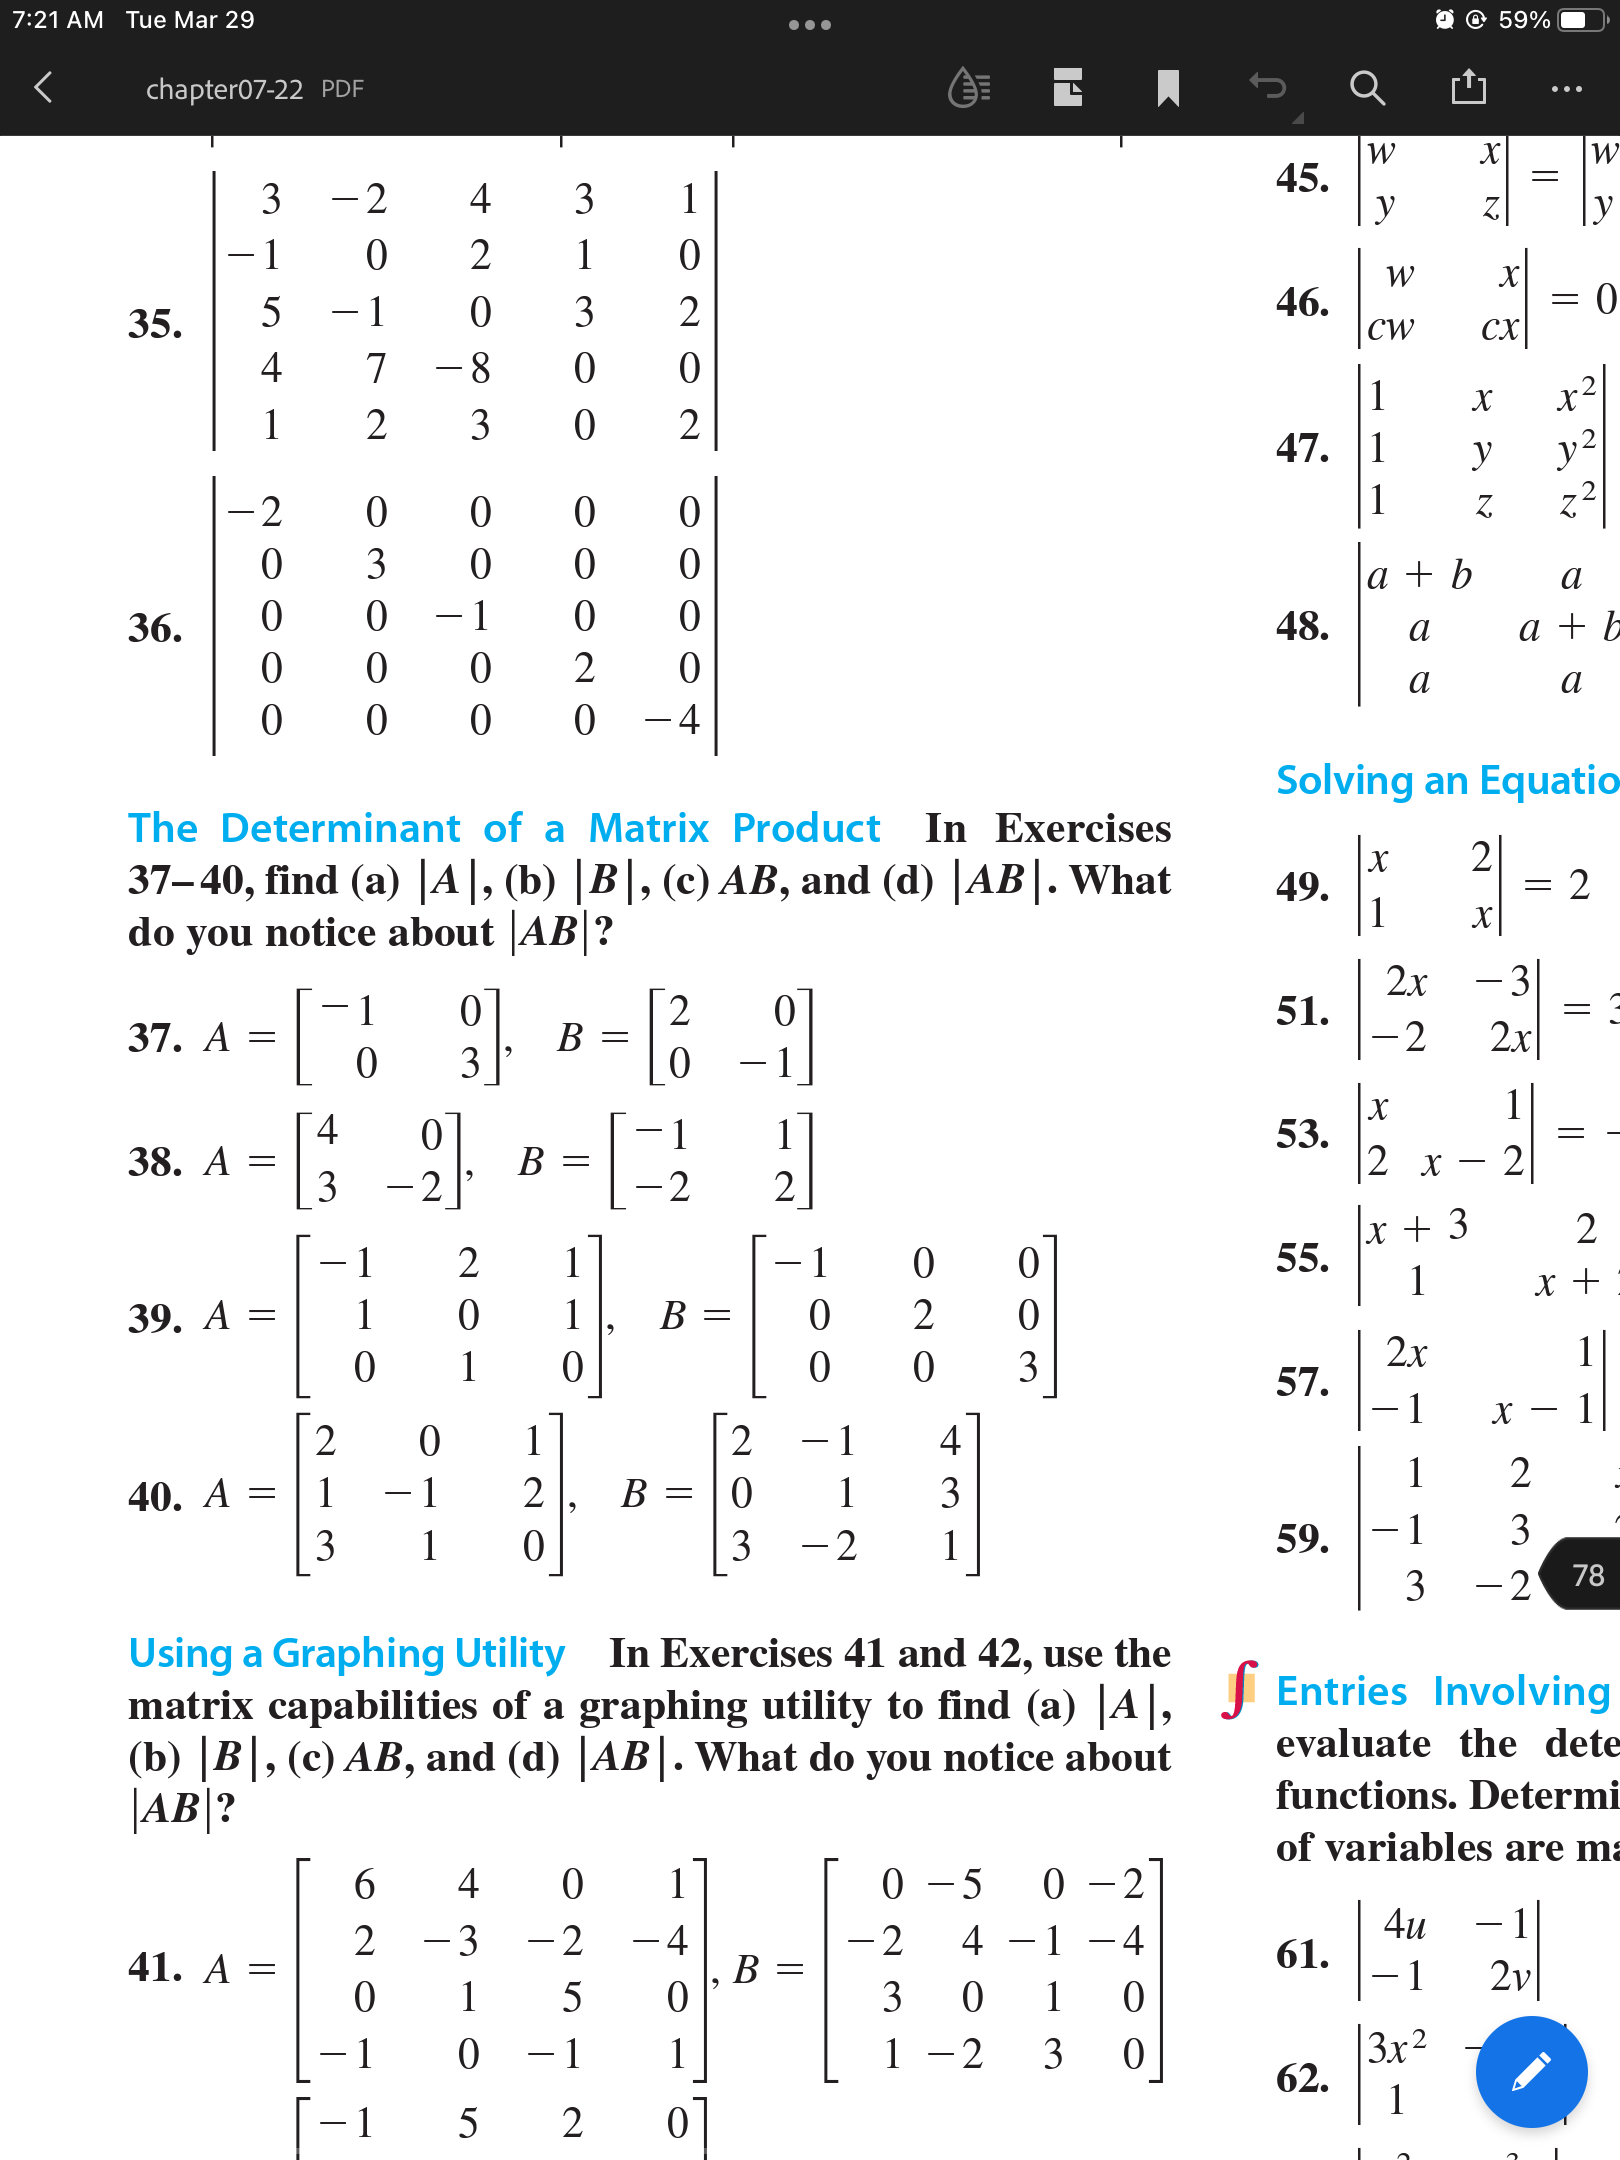 7:21 AM Tue Mar 29
59%
chapter07-22 PDF
35.
3 −2 4 3 1
−1 0 2 1 0
5 −1 0 3 2
4 7 −8 0 0
1 2 3 0 2
36.
−2 0 0 0 0
0 3 0 0 0
0 0 −1 0 0
0 0 0 2 0
0 0 0 0 −4
The Determinant of a Matrix Product In Exercises
37–40, find (a) |A|, (b) |B|, (c) AB, and (d) |AB|. What
do you notice about |AB|?
37. A = [−1 0
0 3], B = [2 0
0 −1]
38. A = [4 0
3 −2], B = [−1 1
−2 2]
39. A = [−1 2 1
1 0 1
0 1 0], B = [−1 0 0
0 2 0
0 0 3]
40. A = [2 0 1
1 −1 2
3 1 0], B = [2 −1 4
0 1 3
3 −2 1]
Using a Graphing Utility In Exercises 41 and 42, use the
matrix capabilities of a graphing utility to find (a) |A|,
(b) |B|, (c) AB, and (d) |AB|. What do you notice about
|AB|?
41. A = [6 4 0 1
2 −3 −2 −4
0 1 5 0
−1 0 −1 1], B = [0 −5 0 −2
−2 4 −1 −4
3 0 1 0
1 −2 3 0]
−1 5 2 0
45. |w x
y z| = |w
y
46. |w x
cw cx| = 0
47. |1 x x²
1 y y²
1 z z²|
48. |a + b a
a a + b
a a
Solving an Equatio
49. |x 2
1 x| = 2
51. |2x −3
−2 2x| = 3
53. |x 1
2 x − 2| = −
55. |x + 3 2
1 x +
57. |2x 1
−1 x − 1|
59. |1 2
−1 3
3 −2
78
Entries Involving
evaluate the dete
functions. Determi
of variables are ma
61. |4u −1
−1 2v|
62. |3x² −
1